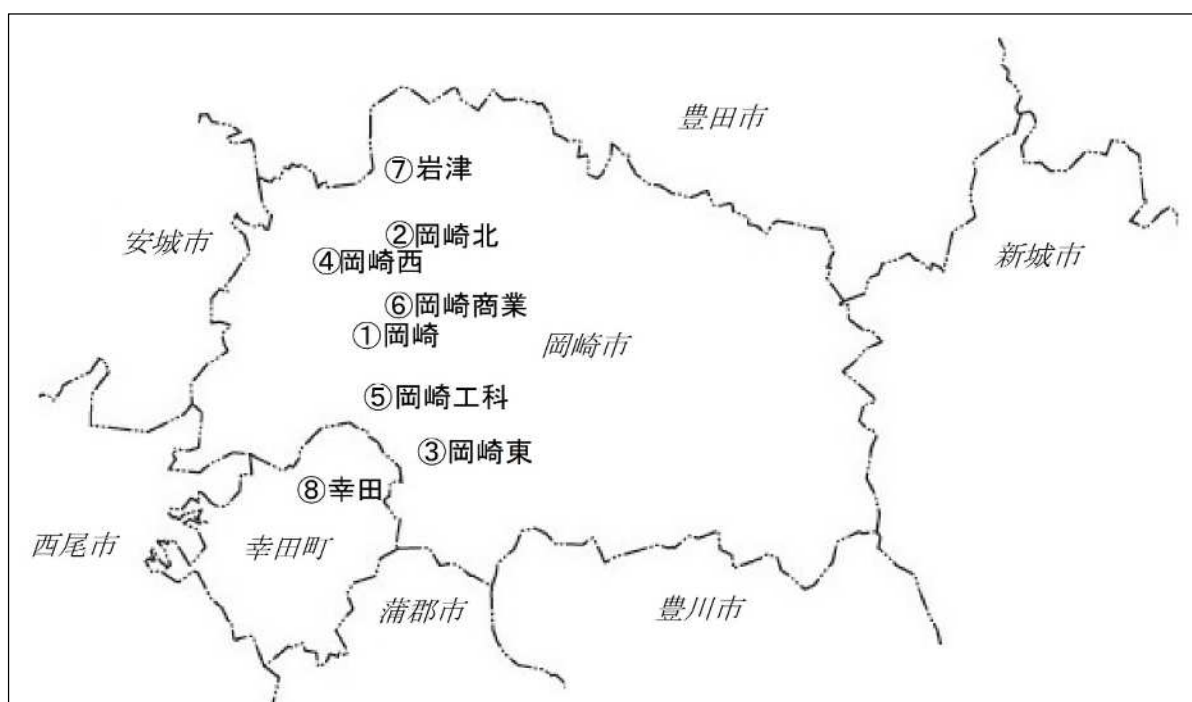 豊田市
⑦岩津
②岡崎北
安城市
④岡崎西
新城市
⑥岡崎商業
①岡崎
岡崎市
⑤岡崎工科
③岡崎東
⑧幸田
西尾市
幸田町
蒲郡市
豊川市